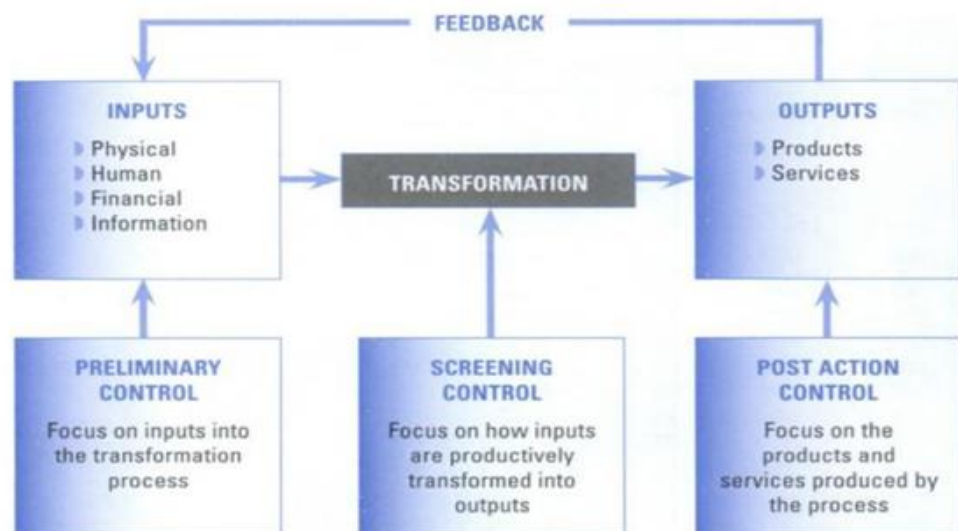 FEEDBACK
INPUTS
Physical
Human
Financial
Information
TRANSFORMATION
OUTPUTS
Products
Services
PRELIMINARY
CONTROL
Focus on inputs into
the transformation
process
SCREENING
CONTROL
Focus on how inputs
are productively
transformed into
outputs
POST ACTION
CONTROL
Focus on the
products and
services produced by
the process